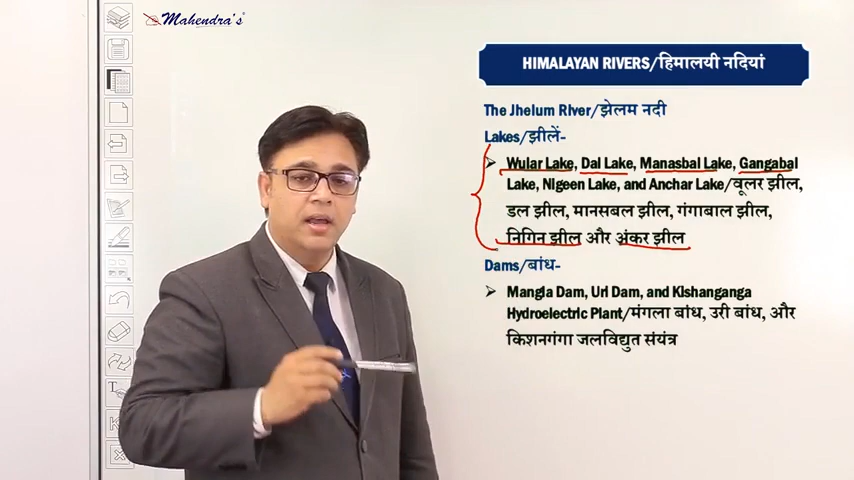 Mahendra's
HIMALAYAN RIVERS/हिमालयी नदियां
The Jhelum River/झेलम नदी
Lakes/झीलें-
Wular Lake, Dal Lake, Manasbal Lake, Gangabal
Lake, Nigeen Lake, and Anchar Lake/वूलर झील,
डल झील, मानसबल झील, गंगाबाल झील,
निगिन झील और अंकर झील
Dams/बांध-
Mangla Dam, Uri Dam, and Kishanganga
Hydroelectric Plant/मंगला बांध, उरी बांध, और
किशनगंगा जलविद्युत संयंत्र